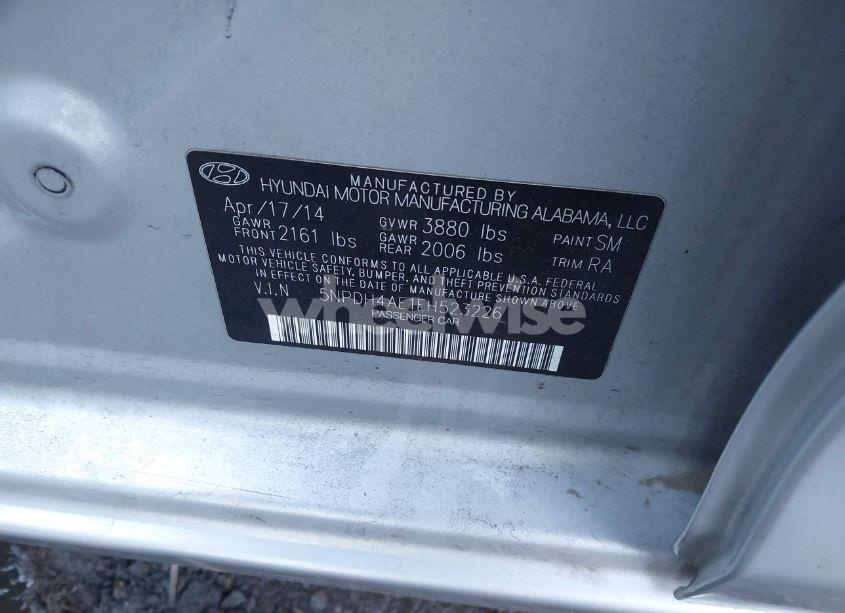 MANUFACTURED BY
HYUNDAI MOTOR MANUFACTURING ALABAMA, LLC
Apr/17/14 GVWR 3880 lbs PAINT SM
GAWR FRONT 2161 lbs GAWR REAR 2006 lbs TRIM RA
THIS VEHICLE CONFORMS TO ALL APPLICABLE U.S.A. FEDERAL
MOTOR VEHICLE SAFETY, BUMPER, AND THEFT PREVENTION STANDARDS
IN EFFECT ON THE DATE OF MANUFACTURE SHOWN ABOVE.
V.I.N 5NPDH4AE1EH523226
PASSENGER CAR
wheelwise